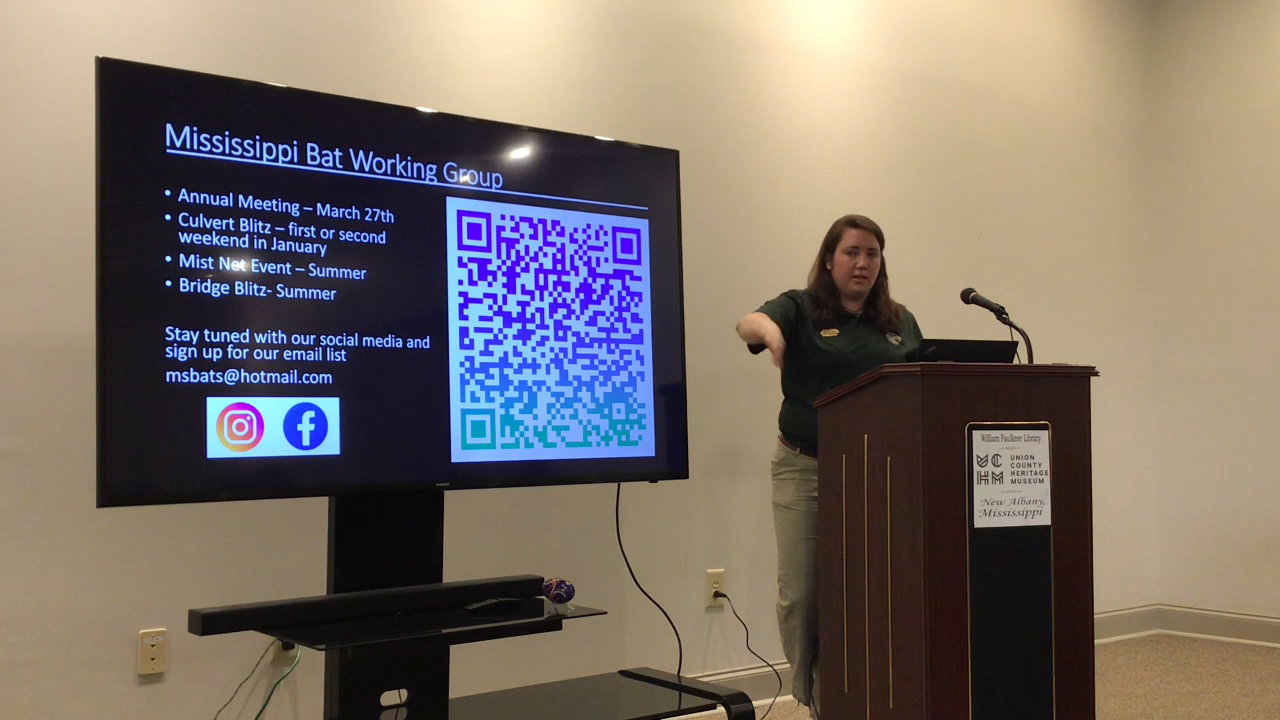 Mississippi Bat Working Group
• Annual Meeting – March 27th
• Culvert Blitz – first or second
weekend in January
• Mist Net Event – Summer
• Bridge Blitz- Summer
Stay tuned with our social media and
sign up for our email list
msbats@hotmail.com
William Faulkner Library
UC
HM
UNION
COUNTY
HERITAGE
MUSEUM
New Albany,
Mississippi